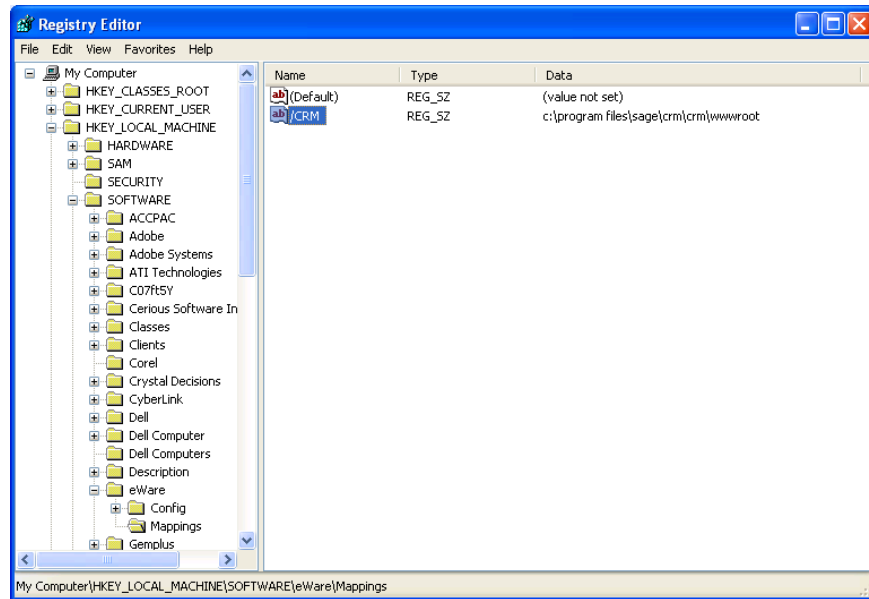 Registry Editor
File Edit View Favorites Help
My Computer
HKEY_CLASSES_ROOT
HKEY_CURRENT_USER
HKEY_LOCAL_MACHINE
HARDWARE
SAM
SECURITY
SOFTWARE
ACCPAC
Adobe
Adobe Systems
ATI Technologies
C07ft5Y
Cerious Software In
Classes
Clients
Corel
Crystal Decisions
CyberLink
Dell
Dell Computer
Dell Computers
Description
eWare
Config
Mappings
Gemplus
Name Type Data
ab (Default) REG_SZ (value not set)
ab /CRM REG_SZ c:\program files\sage\crm\crm\wwwroot
My Computer\HKEY_LOCAL_MACHINE\SOFTWARE\eWare\Mappings